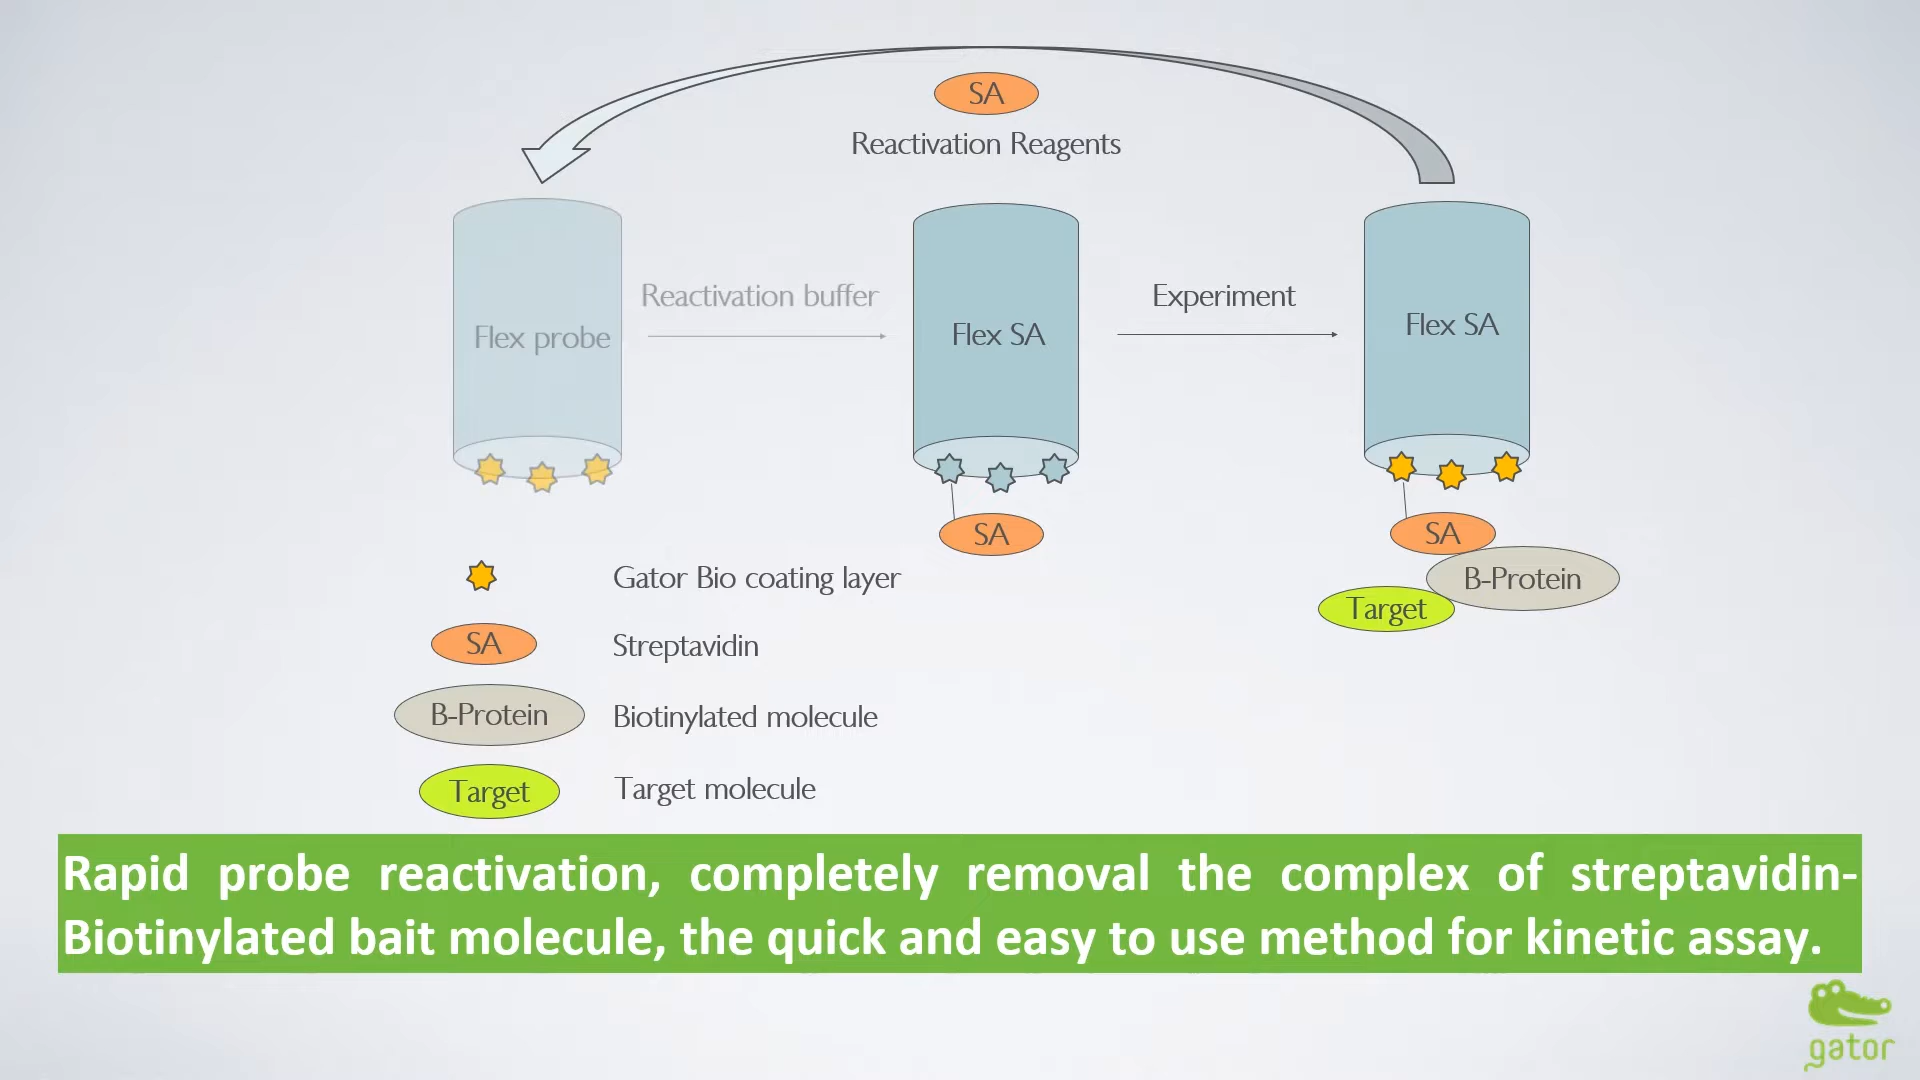 SA
Reactivation Reagents
Flex probe
Reactivation buffer
Flex SA
Experiment
Flex SA
SA
SA
B-Protein
Target
Gator Bio coating layer
SA
Streptavidin
B-Protein
Biotinylated molecule
Target
Target molecule
Rapid probe reactivation, completely removal the complex of streptavidin-
Biotinylated bait molecule, the quick and easy to use method for kinetic assay.
gator